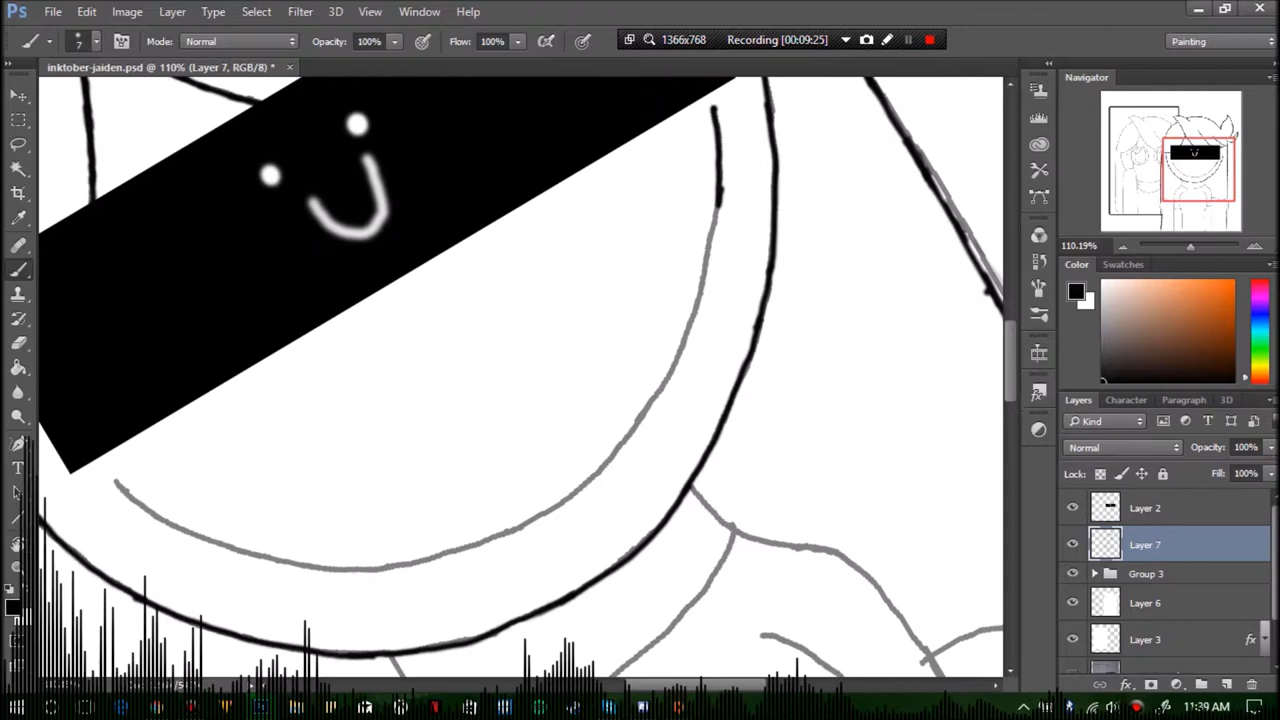 Ps File Edit Image Layer Type Select Filter 3D View Window Help
7 Mode: Normal Opacity: 100% Flow: 100% 1366x768 Recording [00:09:25] Painting
inktober-jaiden.psd @ 110% (Layer 7, RGB/8) * ×
Navigator
110.19%
Color Swatches
Layers Character Paragraph 3D
Kind
Normal Opacity: 100%
Lock: Fill: 100%
Layer 2
Layer 7
Group 3
Layer 6
Layer 3 fx
11:39 AM